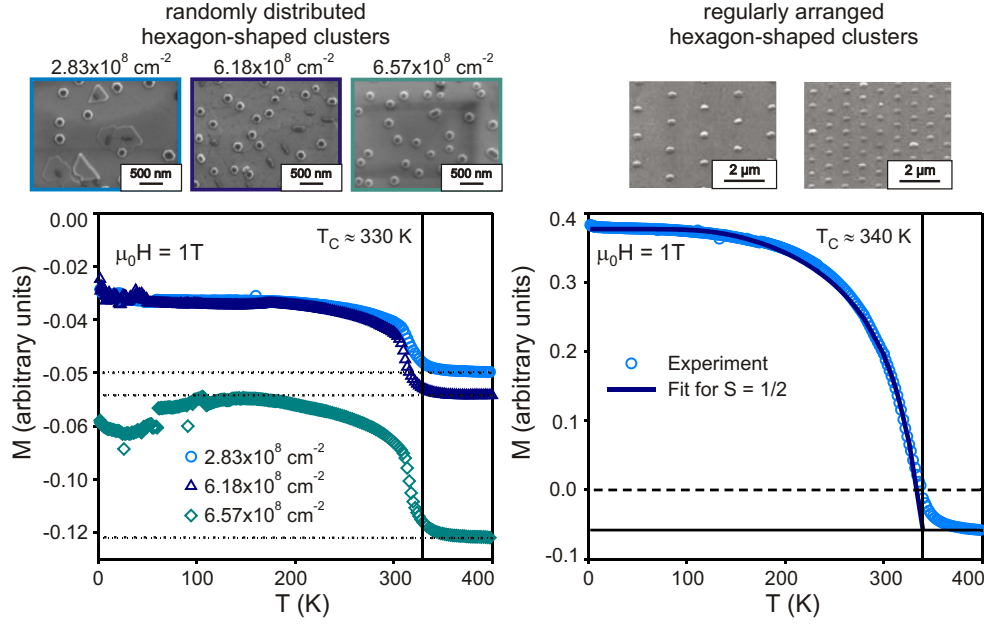 randomly distributed
hexagon-shaped clusters
2.83x10⁸ cm⁻² 6.18x10⁸ cm⁻² 6.57x10⁸ cm⁻²
500 nm 500 nm 500 nm
regularly arranged
hexagon-shaped clusters
2 µm 2 µm
M (arbitrary units)
0.00
-0.02
-0.04
-0.05
-0.06
-0.10
-0.12
μ₀H = 1T
T_C ≈ 330 K
2.83x10⁸ cm⁻²
6.18x10⁸ cm⁻²
6.57x10⁸ cm⁻²
0 100 200 300 400
T (K)
M (arbitrary units)
0.4
0.3
0.2
0.0
-0.1
μ₀H = 1T
T_C ≈ 340 K
Experiment
Fit for S = 1/2
0 100 200 300 400
T (K)